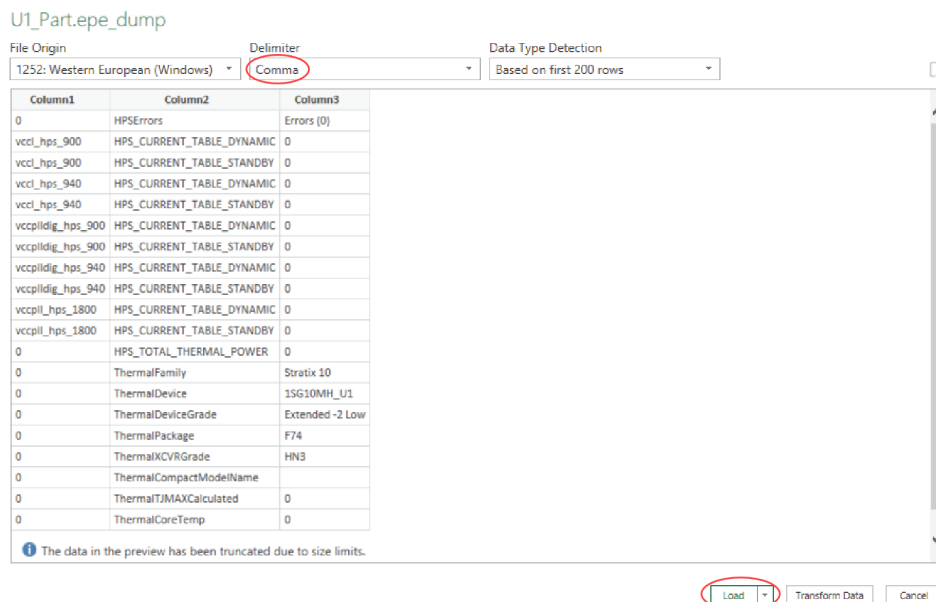 U1_Part.epe_dump
File Origin Delimiter Data Type Detection
1252: Western European (Windows) Comma Based on first 200 rows
Column1 Column2 Column3
0 HPSErrors Errors (0)
vccl_hps_900 HPS_CURRENT_TABLE_DYNAMIC 0
vccl_hps_900 HPS_CURRENT_TABLE_STANDBY 0
vccl_hps_940 HPS_CURRENT_TABLE_DYNAMIC 0
vccl_hps_940 HPS_CURRENT_TABLE_STANDBY 0
vccplldig_hps_900 HPS_CURRENT_TABLE_DYNAMIC 0
vccplldig_hps_900 HPS_CURRENT_TABLE_STANDBY 0
vccplldig_hps_940 HPS_CURRENT_TABLE_DYNAMIC 0
vccplldig_hps_940 HPS_CURRENT_TABLE_STANDBY 0
vccpll_hps_1800 HPS_CURRENT_TABLE_DYNAMIC 0
vccpll_hps_1800 HPS_CURRENT_TABLE_STANDBY 0
0 HPS_TOTAL_THERMAL_POWER 0
0 ThermalFamily Stratix 10
0 ThermalDevice 1SG10MH_U1
0 ThermalDeviceGrade Extended -2 Low
0 ThermalPackage F74
0 ThermalXCVRGrade HN3
0 ThermalCompactModelName
0 ThermalTJMAXCalculated 0
0 ThermalCoreTemp 0
The data in the preview has been truncated due to size limits.
Load Transform Data Cancel